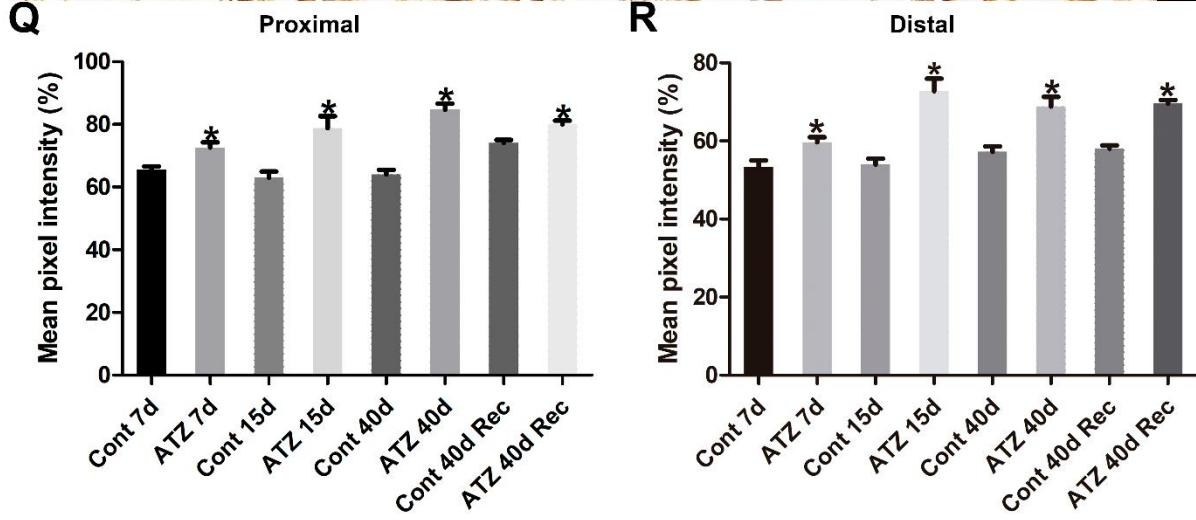 Q
Proximal
Mean pixel intensity (%)
100
80
60
40
20
0
*
*
*
*
Cont 7d
ATZ 7d
Cont 15d
ATZ 15d
Cont 40d
ATZ 40d
Cont 40d Rec
ATZ 40d Rec
R
Distal
Mean pixel intensity (%)
80
60
40
20
0
*
*
*
*
Cont 7d
ATZ 7d
Cont 15d
ATZ 15d
Cont 40d
ATZ 40d
Cont 40d Rec
ATZ 40d Rec